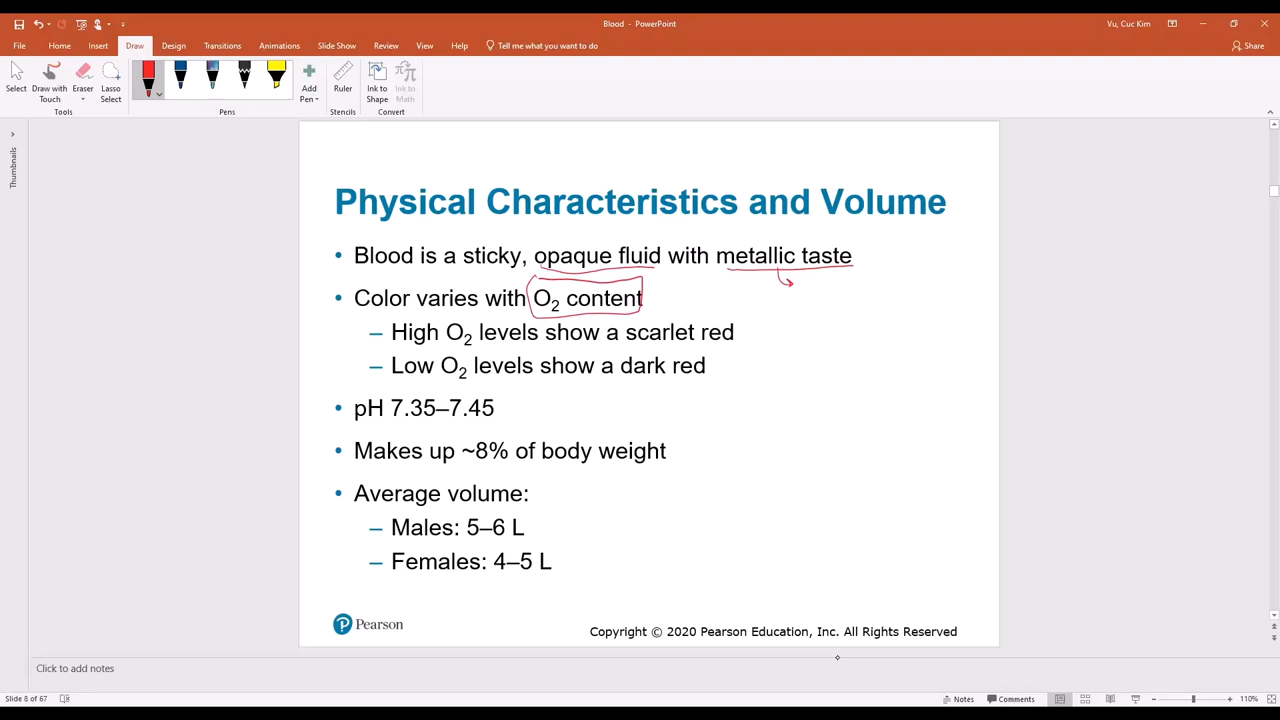 Blood - PowerPoint
Vu, Cuc Kim
File Home Insert Draw Design Transitions Animations Slide Show Review View Help Tell me what you want to do Share
Select Draw with Touch Eraser Lasso Select Add Pen Ruler Ink to Shape Ink to Math
Tools Pens Stencils Convert
Thumbnails
Physical Characteristics and Volume
• Blood is a sticky, opaque fluid with metallic taste
• Color varies with O2 content
– High O2 levels show a scarlet red
– Low O2 levels show a dark red
• pH 7.35–7.45
• Makes up ~8% of body weight
• Average volume:
– Males: 5–6 L
– Females: 4–5 L
Pearson
Copyright © 2020 Pearson Education, Inc. All Rights Reserved
Click to add notes
Slide 8 of 67 Notes Comments 110%